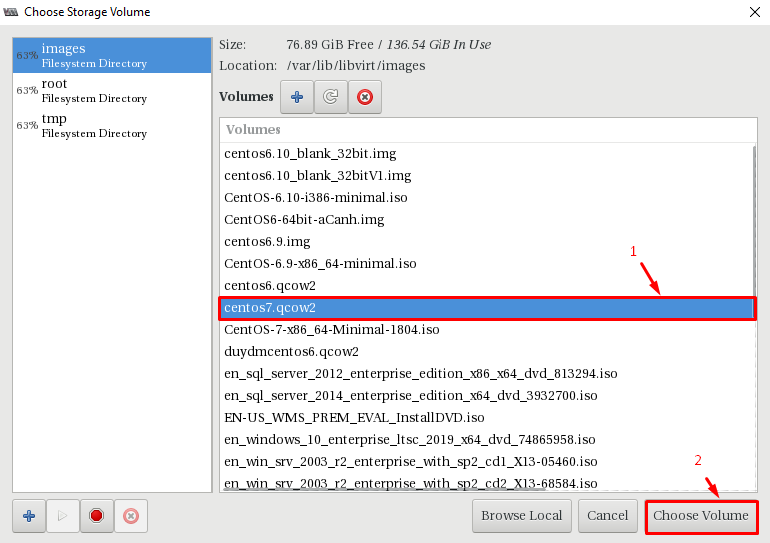 Choose Storage Volume
63% images
Filesystem Directory
63% root
Filesystem Directory
63% tmp
Filesystem Directory
Size: 76.89 GiB Free / 136.54 GiB In Use
Location: /var/lib/libvirt/images
Volumes
Volumes
centos6.10_blank_32bit.img
centos6.10_blank_32bitV1.img
CentOS-6.10-i386-minimal.iso
CentOS6-64bit-aCanh.img
centos6.9.img
CentOS-6.9-x86_64-minimal.iso
1
centos6.qcow2
centos7.qcow2
CentOS-7-x86_64-Minimal-1804.iso
duydmcentos6.qcow2
en_sql_server_2012_enterprise_edition_x86_x64_dvd_813294.iso
en_sql_server_2014_enterprise_edition_x64_dvd_3932700.iso
EN-US_WMS_PREM_EVAL_InstallDVD.iso
en_windows_10_enterprise_ltsc_2019_x64_dvd_74865958.iso
en_win_srv_2003_r2_enterprise_with_sp2_cd1_X13-05460.iso
2
en_win_srv_2003_r2_enterprise_with_sp2_cd2_X13-68584.iso
Browse Local
Cancel
Choose Volume